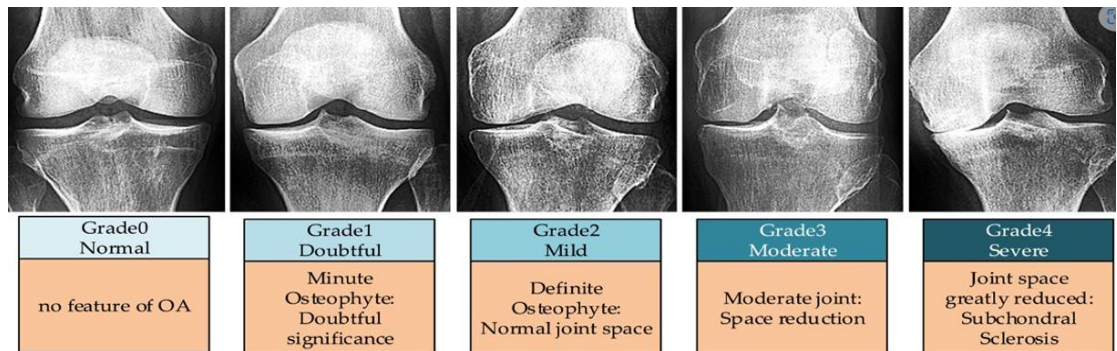 Grade0
Normal
no feature of OA
Grade1
Doubtful
Minute
Osteophyte:
Doubtful
significance
Grade2
Mild
Definite
Osteophyte:
Normal joint space
Grade3
Moderate
Moderate joint:
Space reduction
Grade4
Severe
Joint space
greatly reduced:
Subchondral
Sclerosis